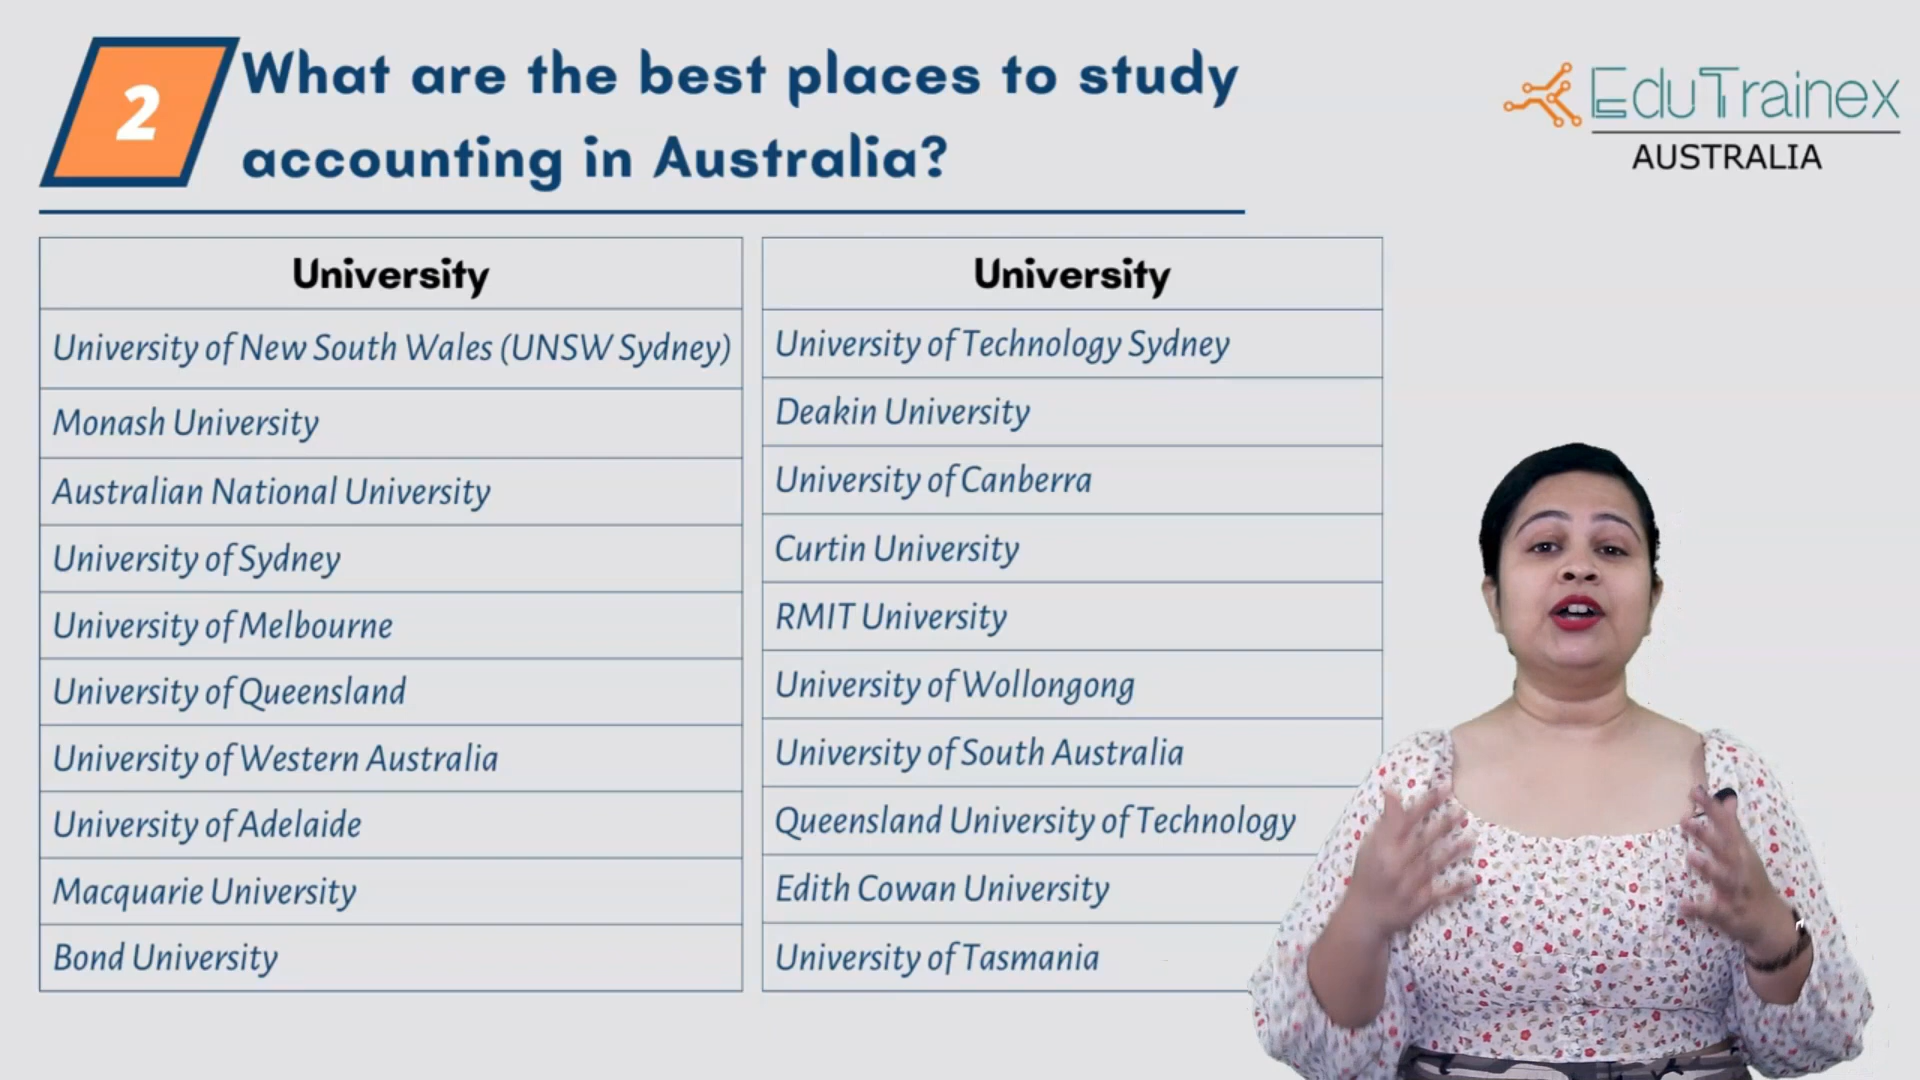 2
What are the best places to study
accounting in Australia?
EduTrainex
AUSTRALIA
University
University of New South Wales (UNSW Sydney)
Monash University
Australian National University
University of Sydney
University of Melbourne
University of Queensland
University of Western Australia
University of Adelaide
Macquarie University
Bond University
University
University of Technology Sydney
Deakin University
University of Canberra
Curtin University
RMIT University
University of Wollongong
University of South Australia
Queensland University of Technology
Edith Cowan University
University of Tasmania